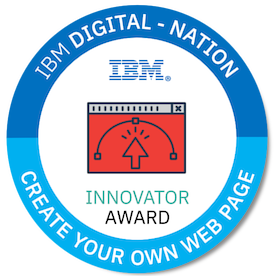 IBM DIGITAL - NATION
IBM®
INNOVATOR
AWARD
CREATE YOUR OWN WEB PAGE